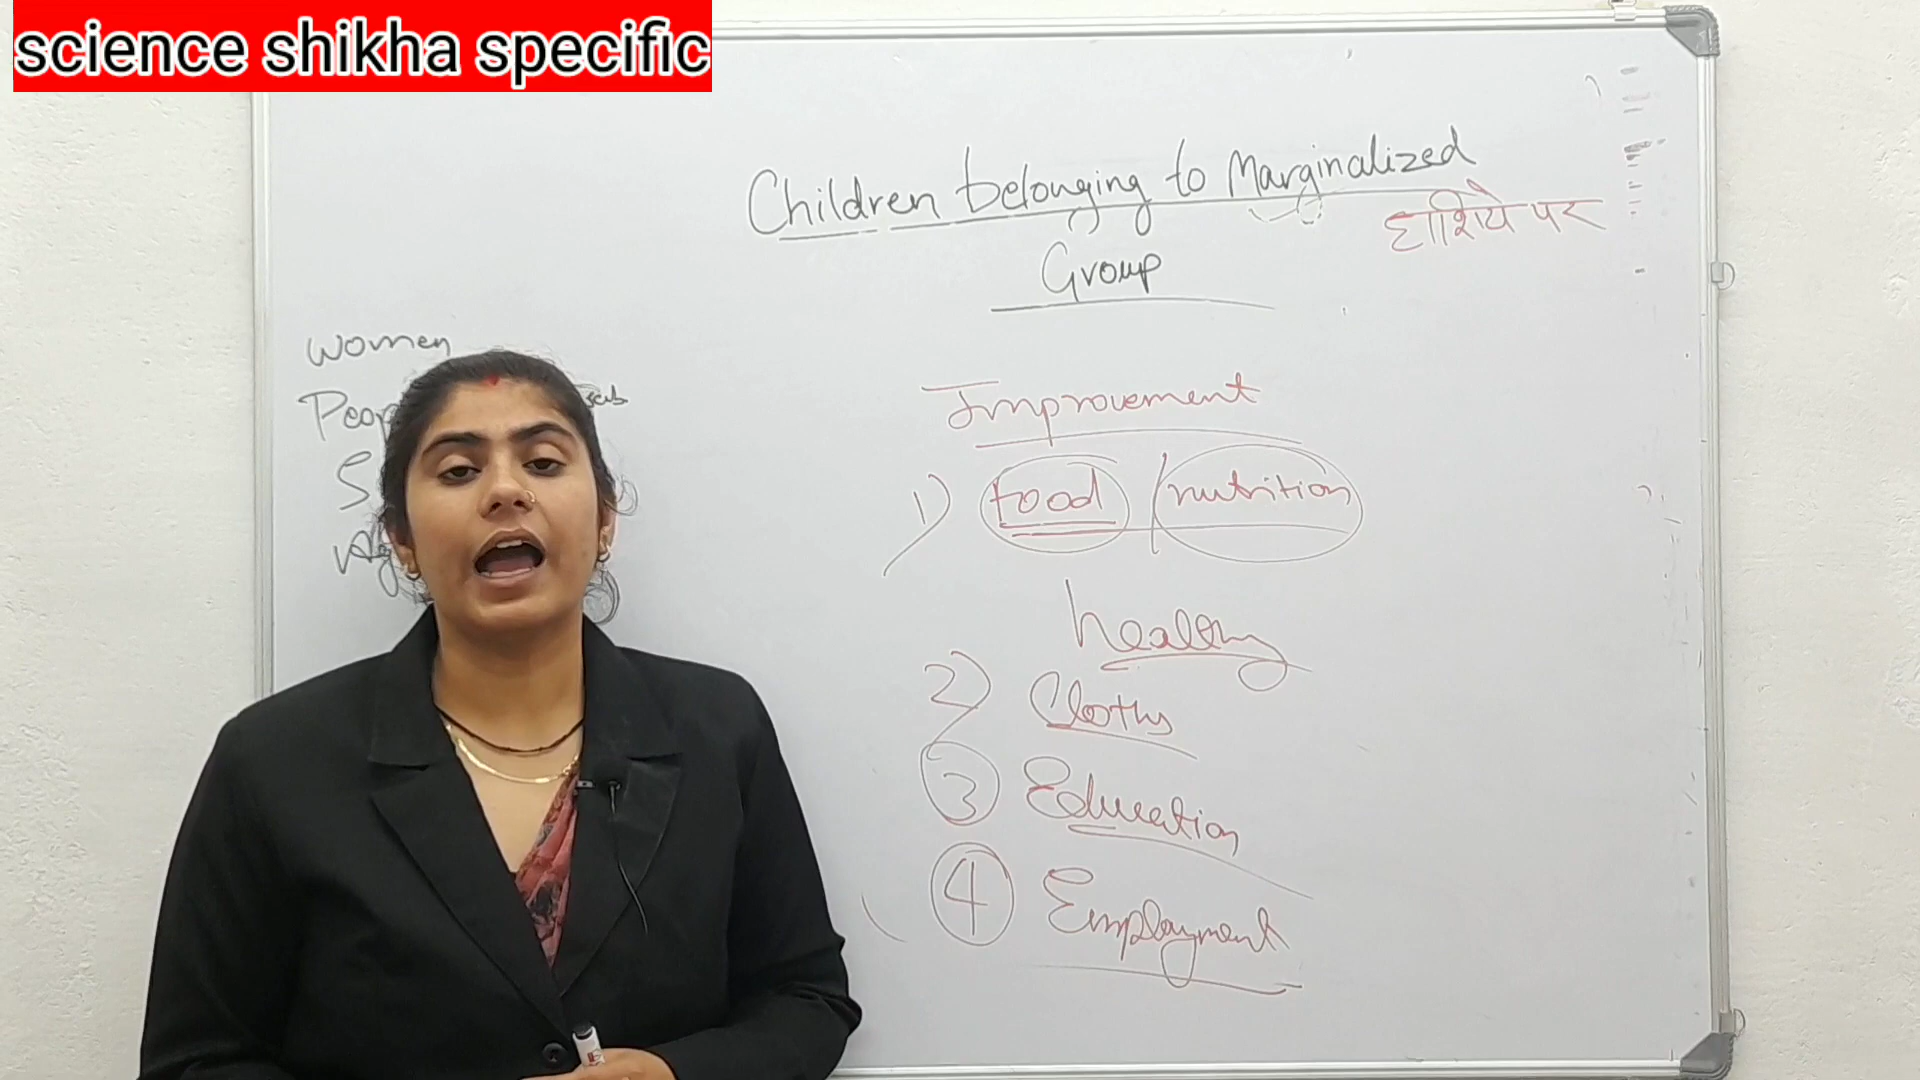 science shikha specific
Children belonging to Marginalized
हाशिये पर
Group
Women
Improvement
1) food / nutrition
healthy
2) Cloths
3 Education
4 Employment